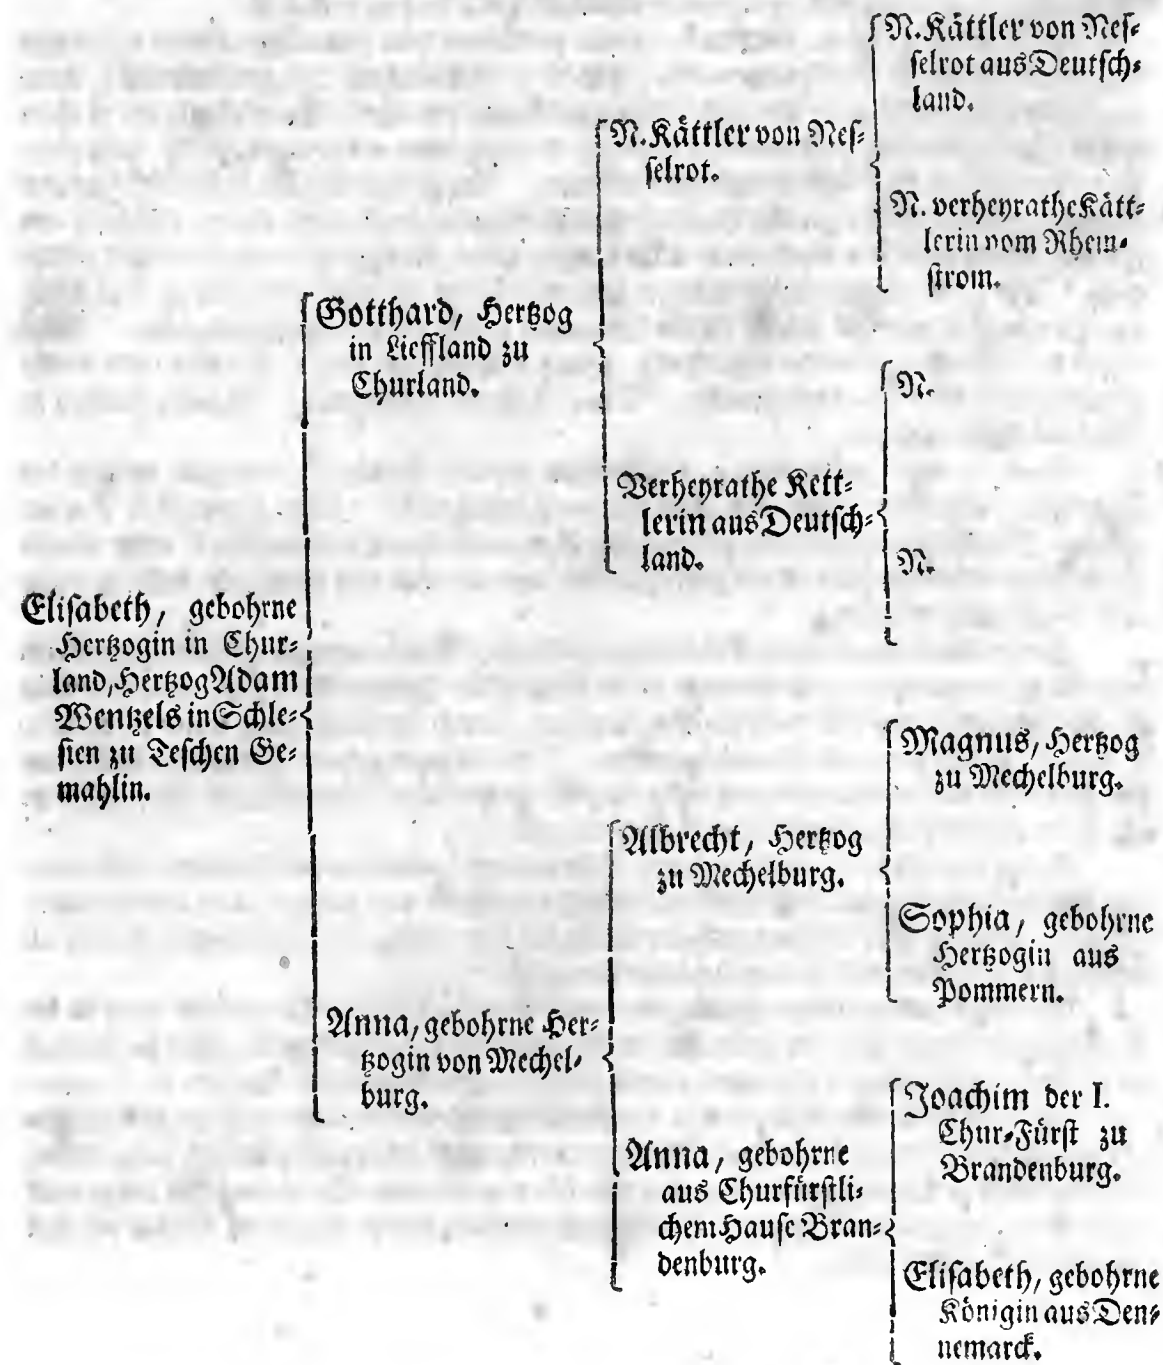 Elisabeth, gebohrne
Hertzogin in Chur-
land, Hertzog Adam
Wentzels in Schle-
sien zu Teschen Ge-
mahlin.
Gotthard, Hertzog
in Lieffland zu
Churland.
Anna, gebohrne Her-
tzogin von Mechel-
burg.
N. Kättler von Nes-
selrot.
Verheyrathe Kett-
lerin aus Deutsch-
land.
Albrecht, Hertzog
zu Mechelburg.
Anna, gebohrne
aus Churfürstli-
chem Hause Bran-
denburg.
N. Kättler von Nes-
selrot aus Deutsch-
land.
N. verheyrathe Kätt-
lerin vom Rhein-
strom.
N.
N.
Magnus, Hertzog
zu Mechelburg.
Sophia, gebohrne
Hertzogin aus
Pommern.
Joachim der I.
Chur-Fürst zu
Brandenburg.
Elisabeth, gebohrne
Königin aus Den-
nemarck.